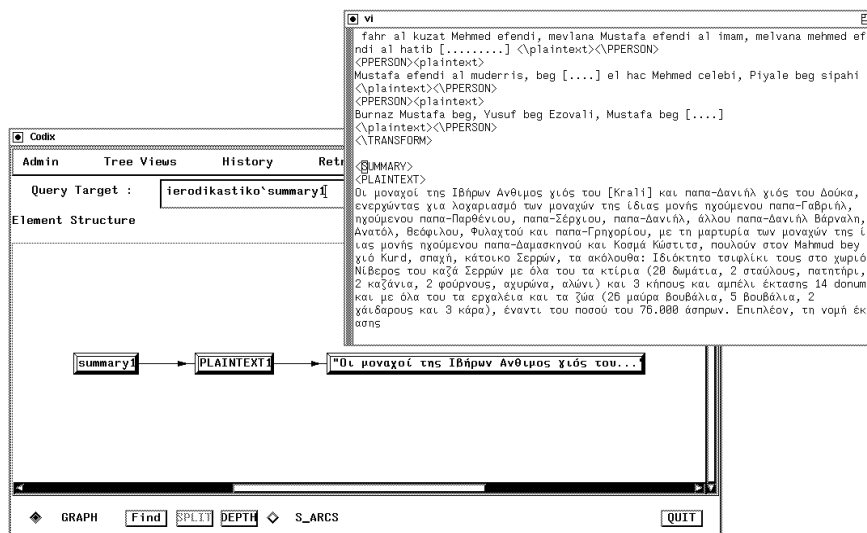 vi
fahr al kuzat Mehmed efendi, mevlana Mustafa efendi al imam, melvana mehmed ef
ndi al hatib [.........] <\plaintext><\PPERSON>
<PPERSON><plaintext>
Mustafa efendi al muderris, beg [....] el hac Mehmed celebi, Piyale beg sipahi
<\plaintext><\PPERSON>
<PPERSON><plaintext>
Burnaz Mustafa beg, Yusuf beg Ezovali, Mustafa beg [....]
<\plaintext><\PPERSON>
<\TRANSFORM>
<SUMMARY>
<PLAINTEXT>
Οι μοναχοί της Ιβήρων Ανθιμος γιός του [Krali] και παπα-Δανιήλ γιός του Δούκα,
ενεργώντας για λοχαριασμό των μοναχών της ίδιας μονής ηχούμενου παπα-Γαβριήλ,
ηχούμενου παπα-Παρθένιου, παπα-Σέργιου, παπα-Δανιήλ, άλλου παπα-Δανιήλ Βάρναλη,
Ανατόλ, Θεόφιλου, Φυλαχτού και παπα-Γρηγορίου, με τη μαρτυρία των μοναχών της ί
ιας μονής ηχούμενου παπα-Δαμασκηνού και Κοσμά Κώστιτσ, πουλούν στον Mahmud bey
γιό Kurd, σπαχή, κάτοικο Σερρών, τα ακόλουθα: Ιδιόκτητο τσιφλίκι τους στο χωριό
Νίβερος του καζά Σερρών με όλα του τα κτίρια (20 δωμάτια, 2 σταύλους, πατητήρι,
2 καζάνια, 2 φούρνους, αχυρώνα, αλώνι) και 3 κήπους και αμπέλι έκτασης 14 donum
και με όλα του τα εργαλεία και τα ζώα (26 μαύρα βουβάλια, 5 βουβάλια, 2
γάιδαρους και 3 κάρα), έναντι του ποσού του 76.000 άσπρων. Επιπλέον, τη νομή έκ
ασης
Codix
Admin Tree Views History Retr
Query Target : ierodikastiko`summary1
Element Structure
summary1 PLAINTEXT1 "Οι μοναχοί της Ιβήρων Ανθιμος γιός του..."
GRAPH Find SPLIT DEPTH S_ARCS QUIT